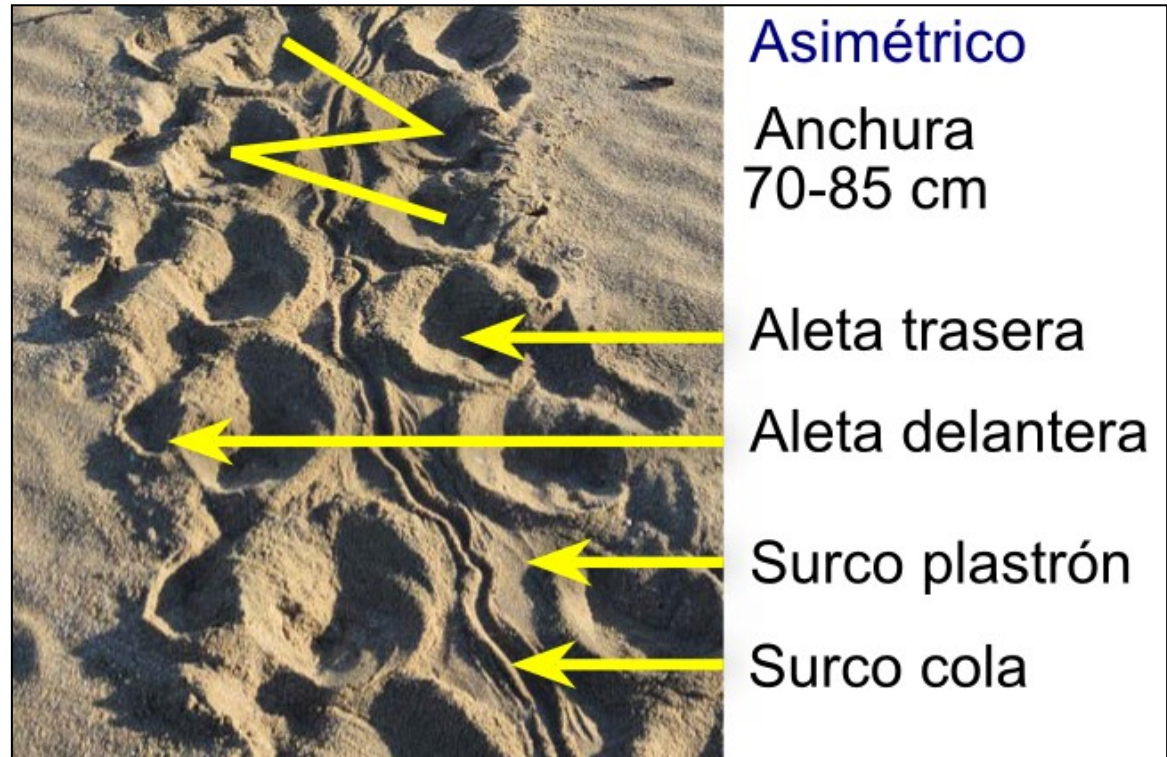 Asimétrico
Anchura
70-85 cm
Aleta trasera
Aleta delantera
Surco plastrón
Surco cola